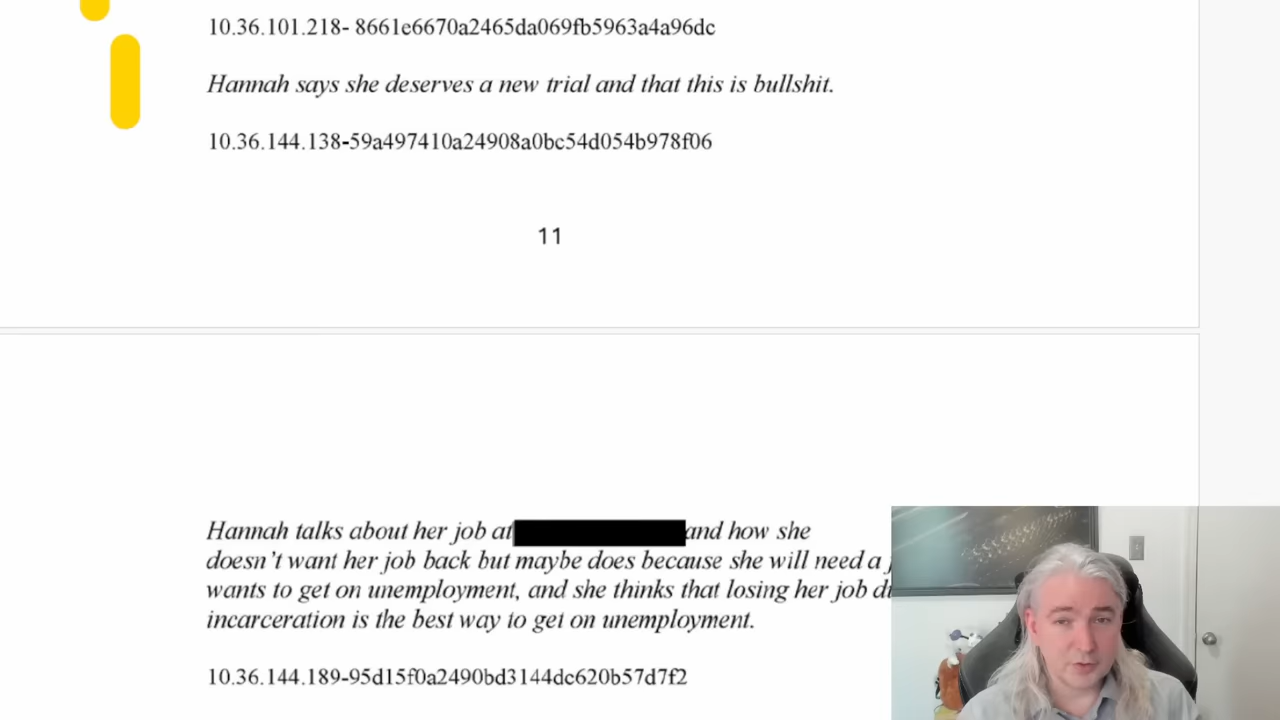 10.36.101.218- 8661e6670a2465da069fb5963a4a96dc
Hannah says she deserves a new trial and that this is bullshit.
10.36.144.138-59a497410a24908a0bc54d054b978f06
11
Hannah talks about her job at and how she
doesn't want her job back but maybe does because she will need a
wants to get on unemployment, and she thinks that losing her job
incarceration is the best way to get on unemployment.
10.36.144.189-95d15f0a2490bd3144dc620b57d7f2